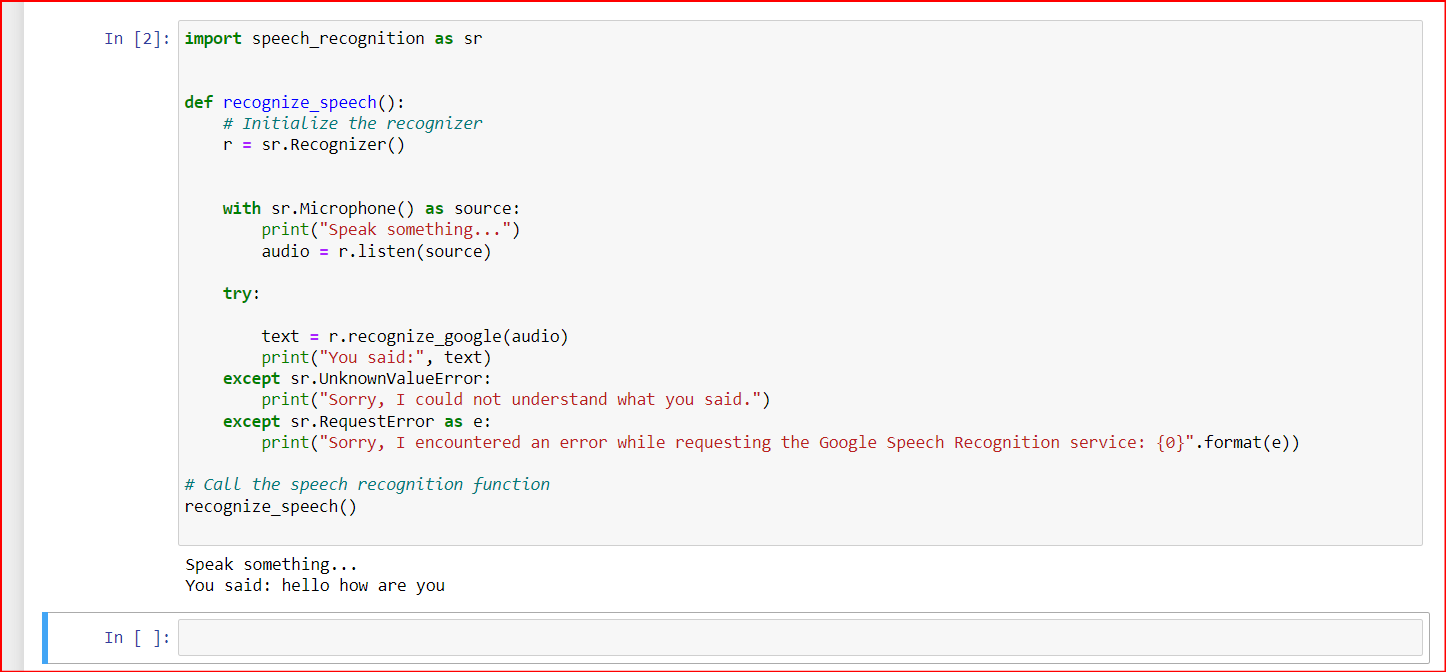 In [2]: import speech_recognition as sr
def recognize_speech():
    # Initialize the recognizer
    r = sr.Recognizer()
    with sr.Microphone() as source:
        print("Speak something...")
        audio = r.listen(source)
    try:
        text = r.recognize_google(audio)
        print("You said:", text)
    except sr.UnknownValueError:
        print("Sorry, I could not understand what you said.")
    except sr.RequestError as e:
        print("Sorry, I encountered an error while requesting the Google Speech Recognition service: {0}".format(e))
# Call the speech recognition function
recognize_speech()
Speak something...
You said: hello how are you
In [ ]: